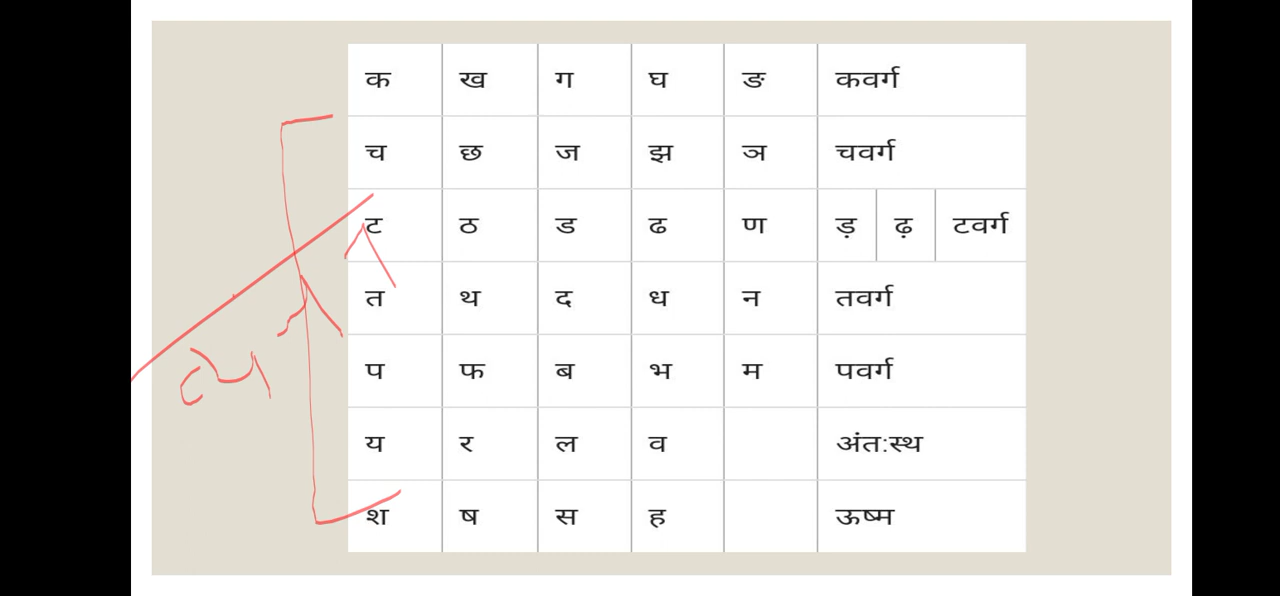 क ख ग घ ङ कवर्ग
च छ ज झ ञ चवर्ग
ट ठ ड ढ ण ड़ ढ़ टवर्ग
त थ द ध न तवर्ग
प फ ब भ म पवर्ग
य र ल व अंत:स्थ
श ष स ह ऊष्म